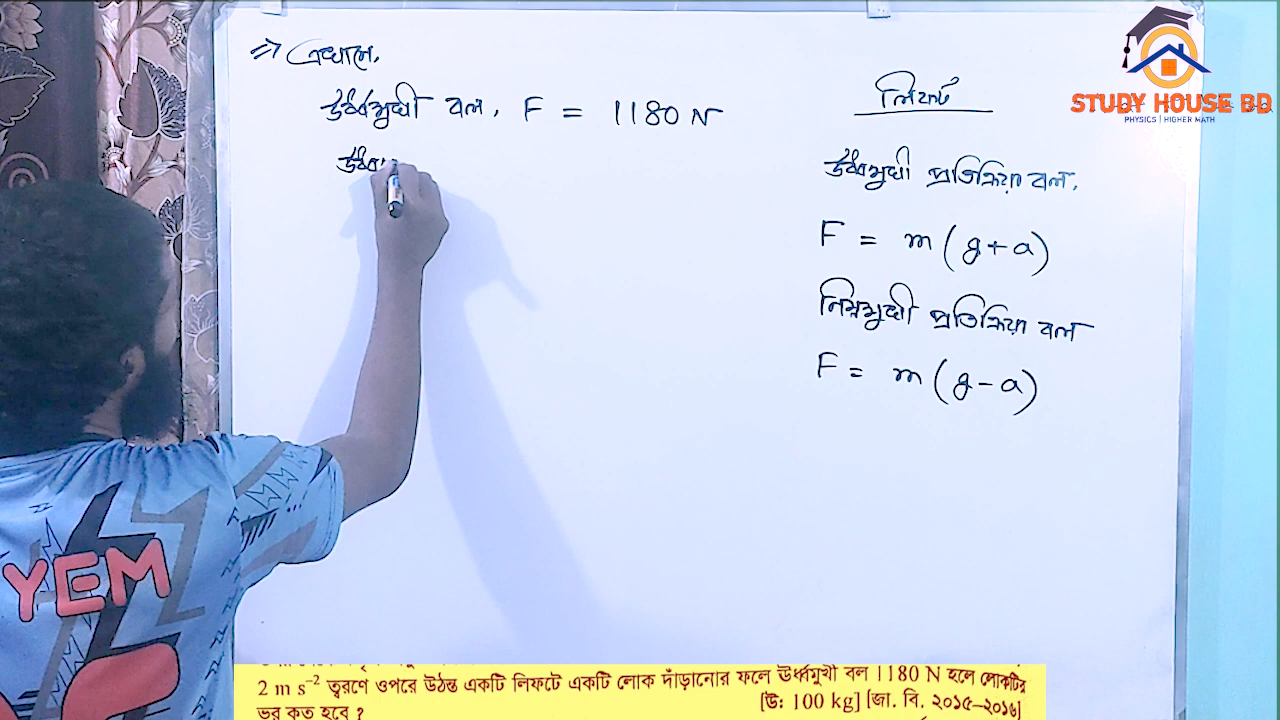 ⇒ এখানে,
ঊর্ধ্বমুখী বল, F = 1180 N
ঊর্ধ্ব
লিফট
ঊর্ধ্বমুখী প্রতিক্রিয়া বল,
F = m(g+a)
নিম্নমুখী প্রতিক্রিয়া বল
F = m(g-a)
STUDY HOUSE BD
PHYSICS | HIGHER MATH
YEM
2 m s⁻² ত্বরণে ওপরে উঠন্ত একটি লিফটে একটি লোক দাঁড়ানোর ফলে ঊর্ধ্বমুখী বল 1180 N হলে লোকটির
ভর কত হবে ? [উ: 100 kg] [জা. বি. ২০১৫–২০১৬]